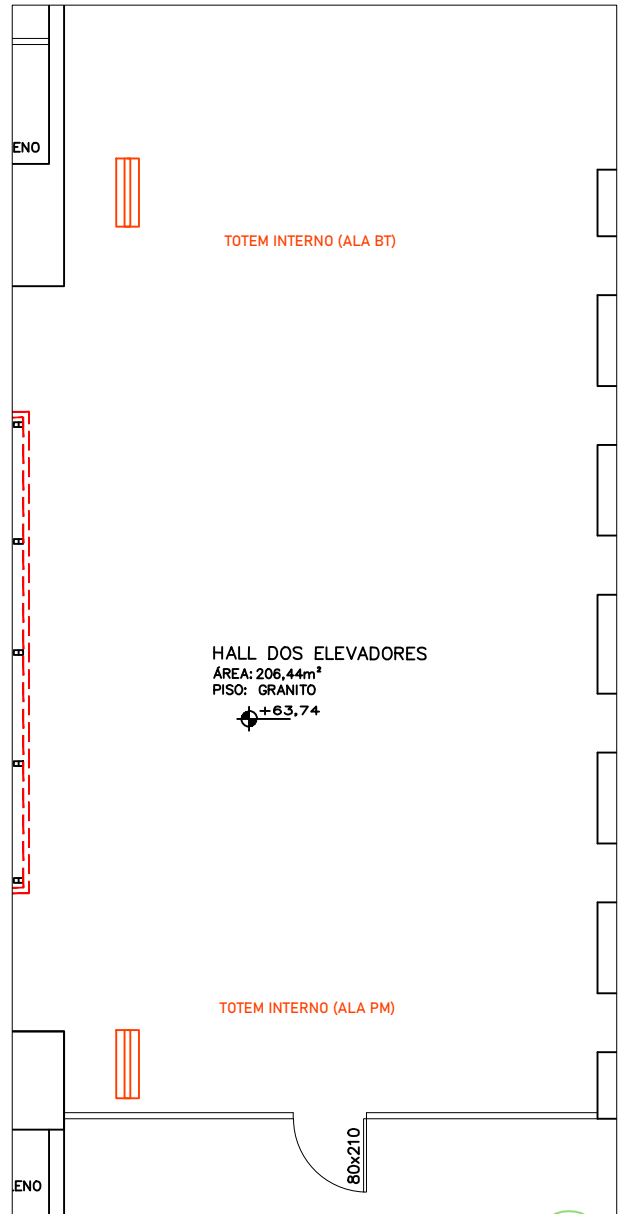 ENO
TOTEM INTERNO (ALA BT)
HALL DOS ELEVADORES
ÁREA: 206,44m²
PISO: GRANITO
+63,74
TOTEM INTERNO (ALA PM)
80x210
ENO